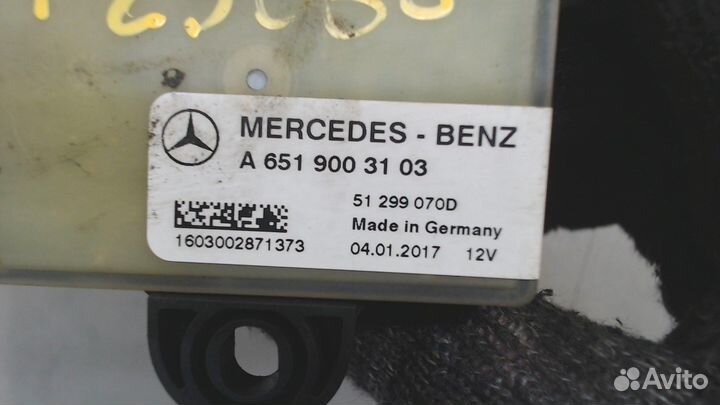 MERCEDES - BENZ
A 651 900 31 03
51 299 070D
Made in Germany
1603002871373
04.01.2017 12V
Avito